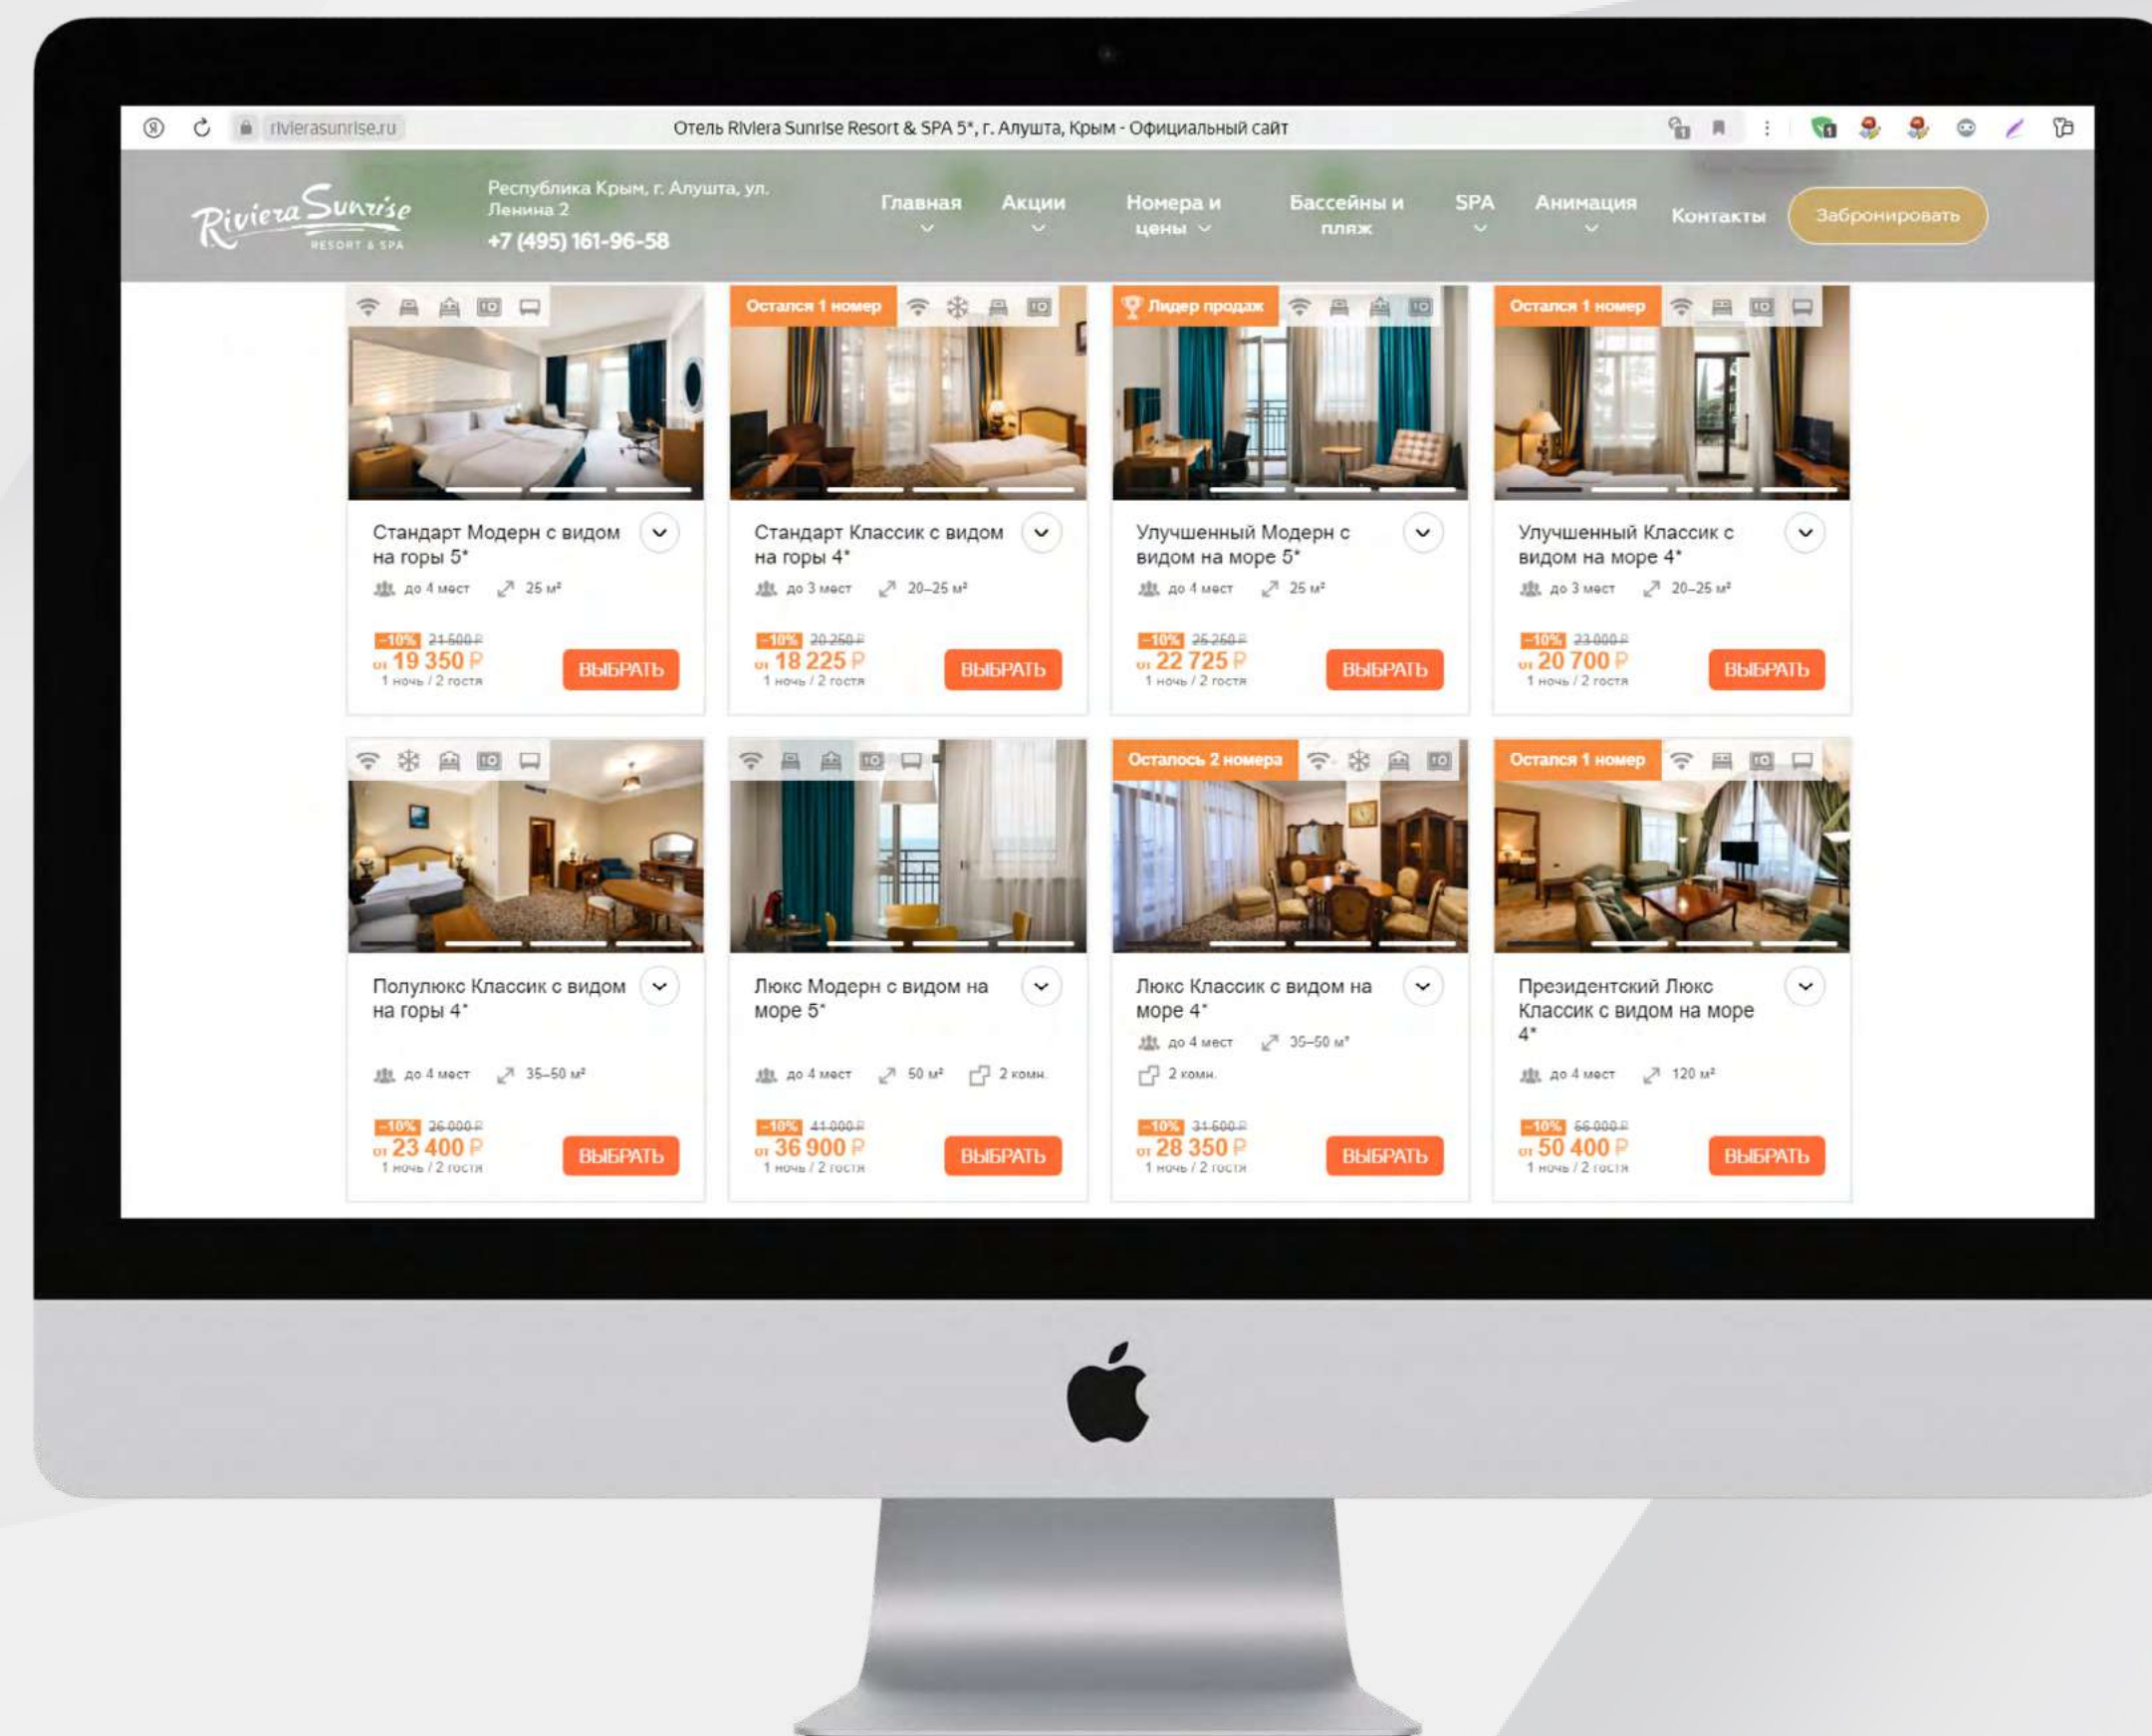 rivierasunrise.ru
Отель Riviera Sunrise Resort & SPA 5*, г. Алушта, Крым - Официальный сайт
Riviera Sunrise
RESORT & SPA
Республика Крым, г. Алушта, ул.
Ленина 2
+7 (495) 161-96-58
Главная
Акции
Номера и
цены
Бассейны и
пляж
SPA
Анимация
Контакты
Забронировать
Стандарт Модерн с видом
на горы 5*
до 4 мест 25 м²
-10% 21 500 ₽
от 19 350 ₽
1 ночь / 2 гостя
ВЫБРАТЬ
Остался 1 номер
Стандарт Классик с видом
на горы 4*
до 3 мест 20–25 м²
-10% 20 250 ₽
от 18 225 ₽
1 ночь / 2 гостя
ВЫБРАТЬ
Лидер продаж
Улучшенный Модерн с
видом на море 5*
до 4 мест 25 м²
-10% 25 250 ₽
от 22 725 ₽
1 ночь / 2 гостя
ВЫБРАТЬ
Остался 1 номер
Улучшенный Классик с
видом на море 4*
до 3 мест 20–25 м²
-10% 23 000 ₽
от 20 700 ₽
1 ночь / 2 гостя
ВЫБРАТЬ
Полулюкс Классик с видом
на горы 4*
до 4 мест 35–50 м²
-10% 26 000 ₽
от 23 400 ₽
1 ночь / 2 гостя
ВЫБРАТЬ
Люкс Модерн с видом на
море 5*
до 4 мест 50 м² 2 комн.
-10% 41 000 ₽
от 36 900 ₽
1 ночь / 2 гостя
ВЫБРАТЬ
Осталось 2 номера
Люкс Классик с видом на
море 4*
до 4 мест 35–50 м²
2 комн.
-10% 31 500 ₽
от 28 350 ₽
1 ночь / 2 гостя
ВЫБРАТЬ
Остался 1 номер
Президентский Люкс
Классик с видом на море
4*
до 4 мест 120 м²
-10% 56 000 ₽
от 50 400 ₽
1 ночь / 2 гостя
ВЫБРАТЬ